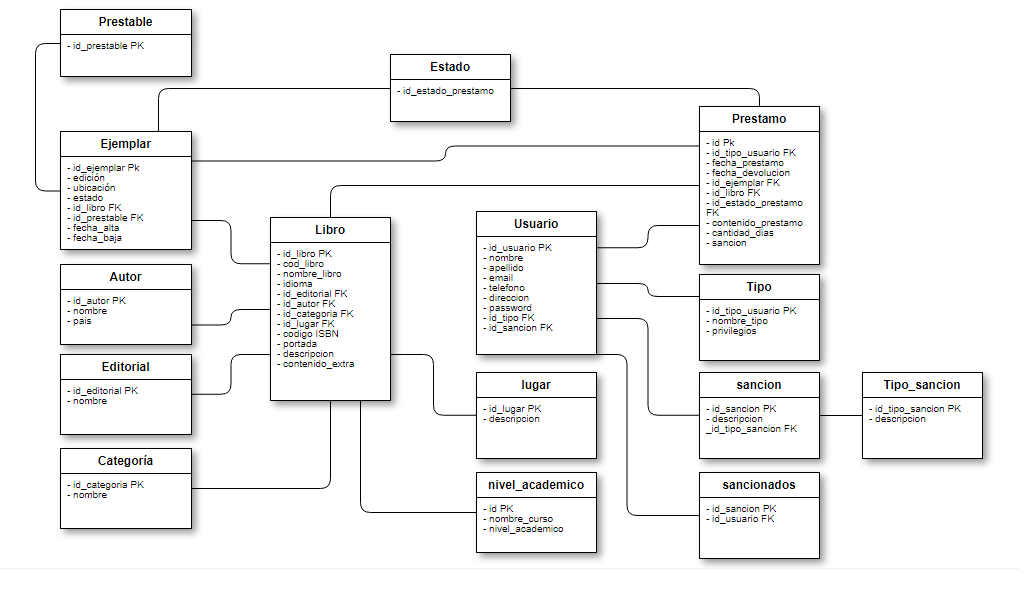 Prestable
- id_prestable PK
Estado
- id_estado_prestamo
Ejemplar
- id_ejemplar Pk
- edición
- ubicación
- estado
- id_libro FK
- id_prestable FK
- fecha_alta
- fecha_baja
Prestamo
- id Pk
- id_tipo_usuario FK
- fecha_prestamo
- fecha_devolucion
- id_ejemplar FK
- id_libro FK
- id_estado_prestamo
FK
- contenido_prestamo
- cantidad_dias
- sancion
Libro
- id_libro PK
- cod_libro
- nombre_libro
- idioma
- id_editorial FK
- id_autor FK
- id_categoria FK
- id_lugar FK
- codigo ISBN
- portada
- descripcion
- contenido_extra
Usuario
- id_usuario PK
- nombre
- apellido
- email
- telefono
- direccion
- password
- id_tipo FK
- id_sancion FK
Autor
- id_autor PK
- nombre
- pais
Tipo
- id_tipo_usuario PK
- nombre_tipo
- privilegios
Editorial
- id_editorial PK
- nombre
lugar
- id_lugar PK
- descripcion
sancion
- id_sancion PK
- descripcion
_id_tipo_sancion FK
Tipo_sancion
- id_tipo_sancion PK
- descripcion
Categoría
- id_categoria PK
- nombre
nivel_academico
- id PK
- nombre_curso
- nivel_academico
sancionados
- id_sancion PK
- id_usuario FK